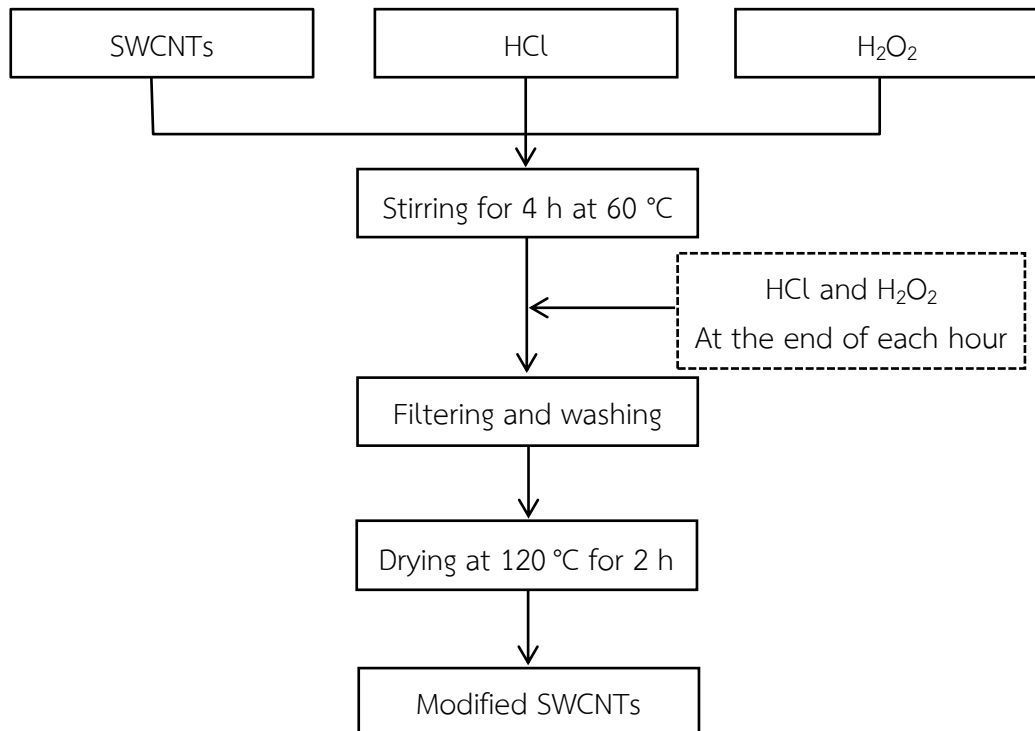 SWCNTs
HCl
H₂O₂
Stirring for 4 h at 60 °C
HCl and H₂O₂
At the end of each hour
Filtering and washing
Drying at 120 °C for 2 h
Modified SWCNTs